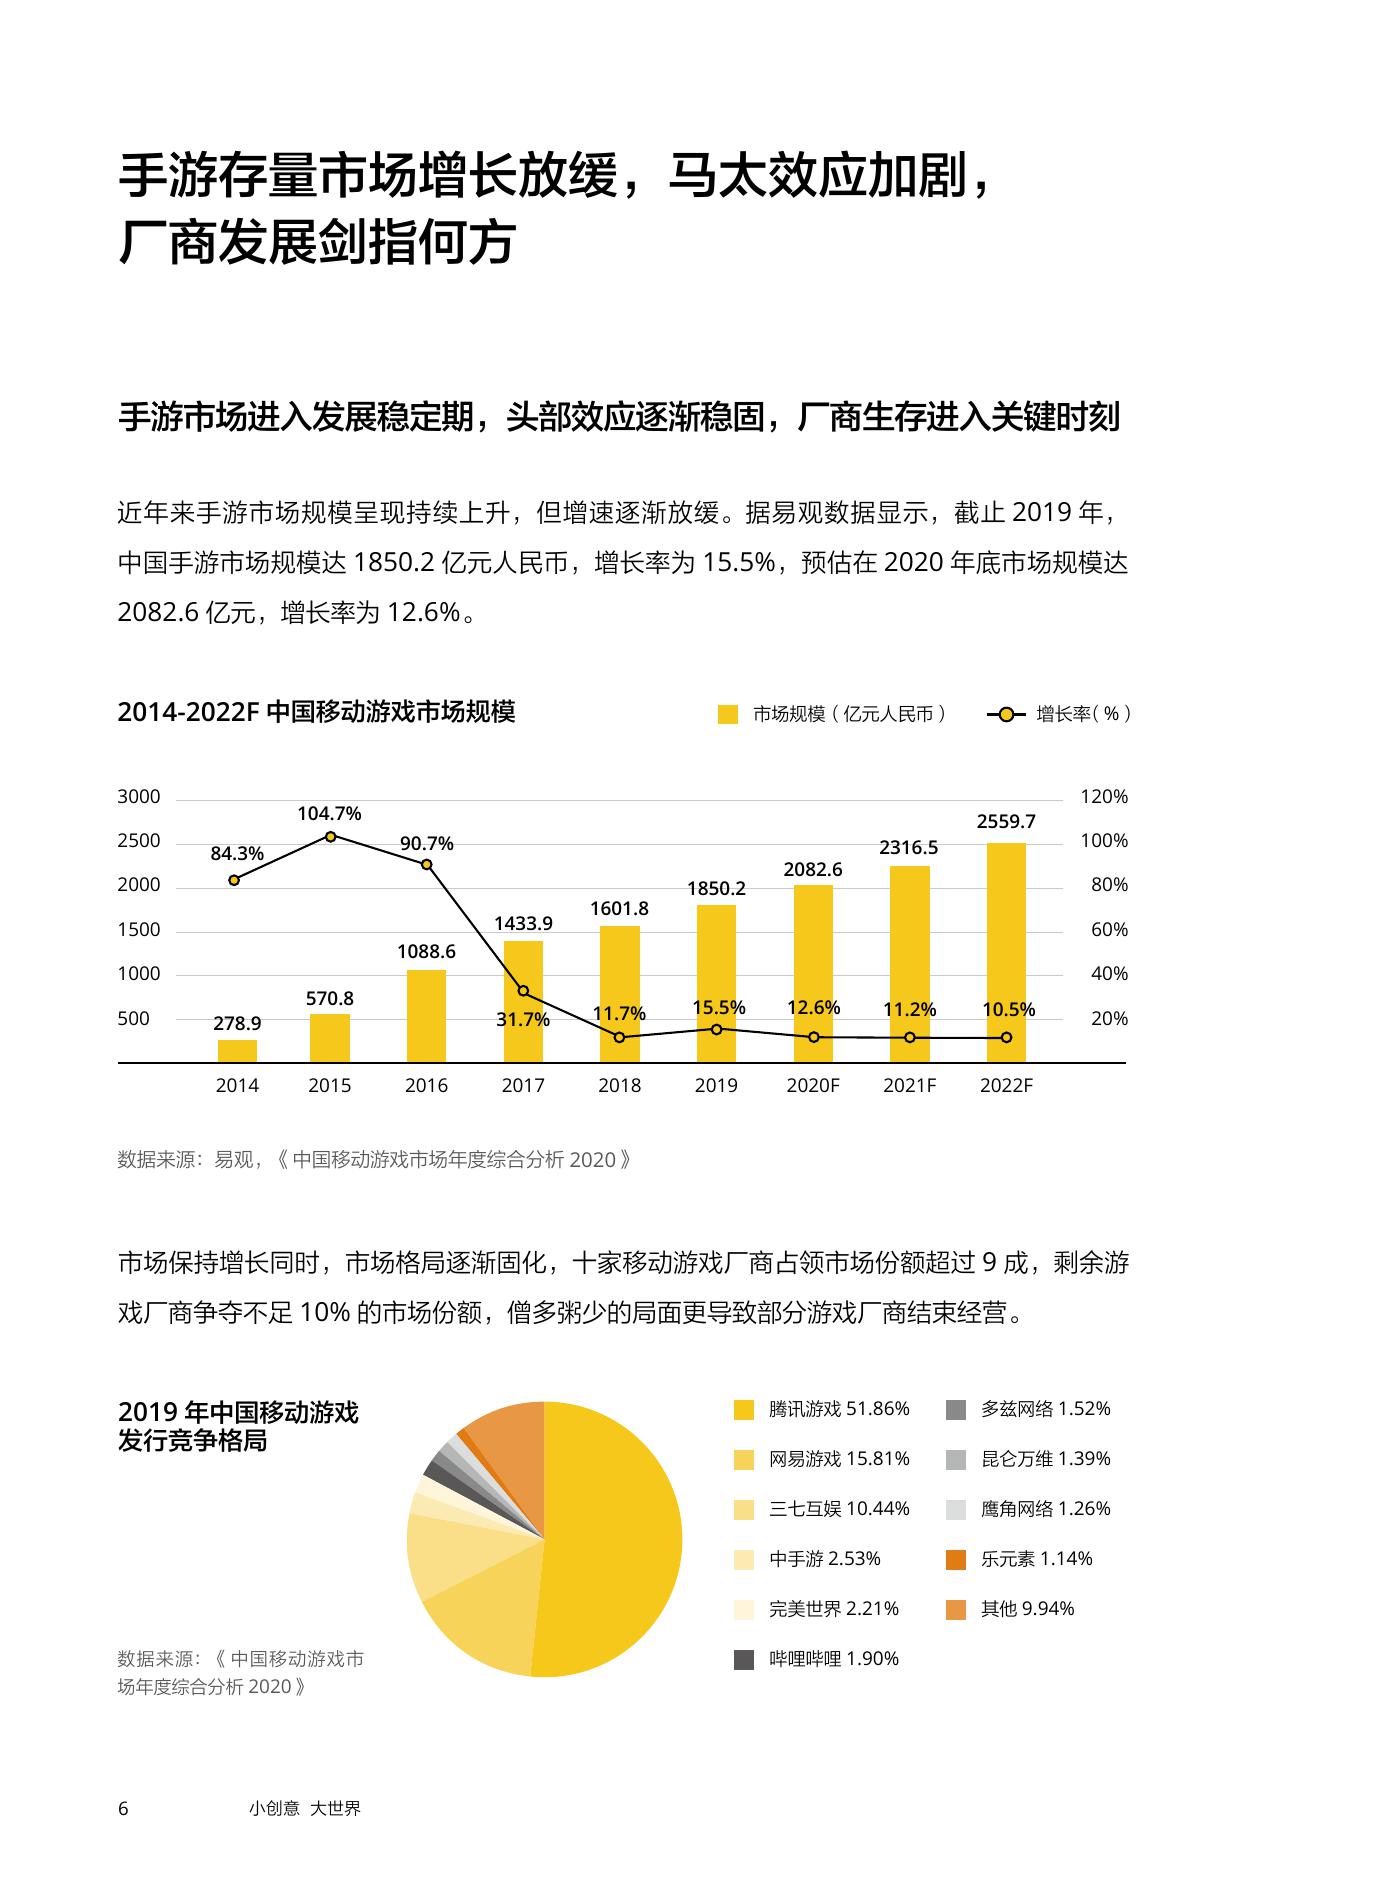 手游存量市场增长放缓，马太效应加剧，
厂商发展剑指何方
手游市场进入发展稳定期，头部效应逐渐稳固，厂商生存进入关键时刻
近年来手游市场规模呈现持续上升，但增速逐渐放缓。据易观数据显示，截止 2019 年，
中国手游市场规模达 1850.2 亿元人民币，增长率为 15.5%，预估在 2020 年底市场规模达
2082.6 亿元，增长率为 12.6%。
2014-2022F 中国移动游戏市场规模
市场规模（亿元人民币） 增长率(%)
3000 120%
2500 100%
2000 80%
1500 60%
1000 40%
500 20%
84.3% 104.7% 90.7% 31.7% 11.7% 15.5% 12.6% 11.2% 10.5%
278.9 570.8 1088.6 1433.9 1601.8 1850.2 2082.6 2316.5 2559.7
2014 2015 2016 2017 2018 2019 2020F 2021F 2022F
数据来源：易观，《中国移动游戏市场年度综合分析 2020》
市场保持增长同时，市场格局逐渐固化，十家移动游戏厂商占领市场份额超过 9 成，剩余游
戏厂商争夺不足 10% 的市场份额，僧多粥少的局面更导致部分游戏厂商结束经营。
2019 年中国移动游戏
发行竞争格局
腾讯游戏 51.86%
网易游戏 15.81%
三七互娱 10.44%
中手游 2.53%
完美世界 2.21%
哔哩哔哩 1.90%
多兹网络 1.52%
昆仑万维 1.39%
鹰角网络 1.26%
乐元素 1.14%
其他 9.94%
数据来源：《中国移动游戏市
场年度综合分析 2020》
6 小创意 大世界